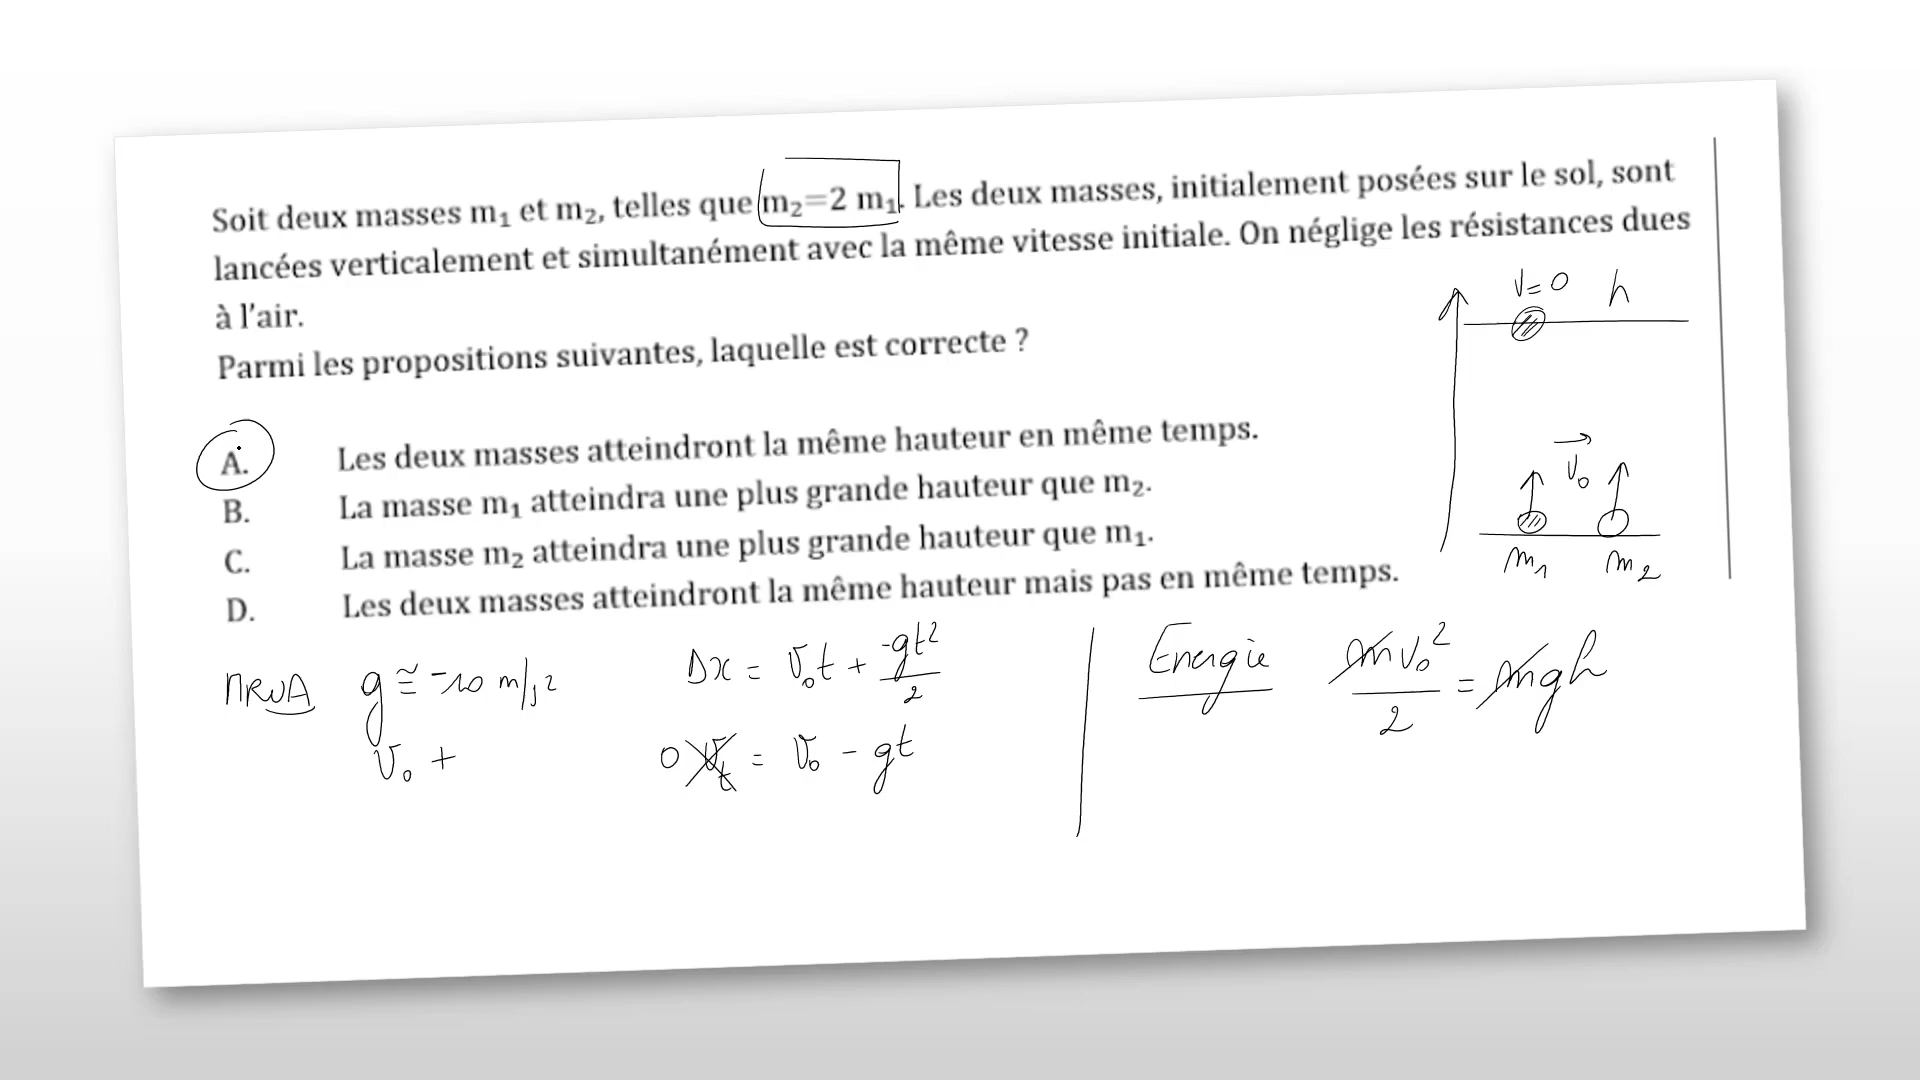 Soit deux masses m₁ et m₂, telles que m₂=2 m₁. Les deux masses, initialement posées sur le sol, sont
lancées verticalement et simultanément avec la même vitesse initiale. On néglige les résistances dues
à l'air.
Parmi les propositions suivantes, laquelle est correcte ?
A. Les deux masses atteindront la même hauteur en même temps.
B. La masse m₁ atteindra une plus grande hauteur que m₂.
C. La masse m₂ atteindra une plus grande hauteur que m₁.
D. Les deux masses atteindront la même hauteur mais pas en même temps.
v=0 h
v₀
m₁ m₂
MRUA g ≅ -10 m/s²
v₀ +
Δx = v₀t + -gt²/2
0 vₜ = v₀ - gt
Energie mv₀²/2 = mgh